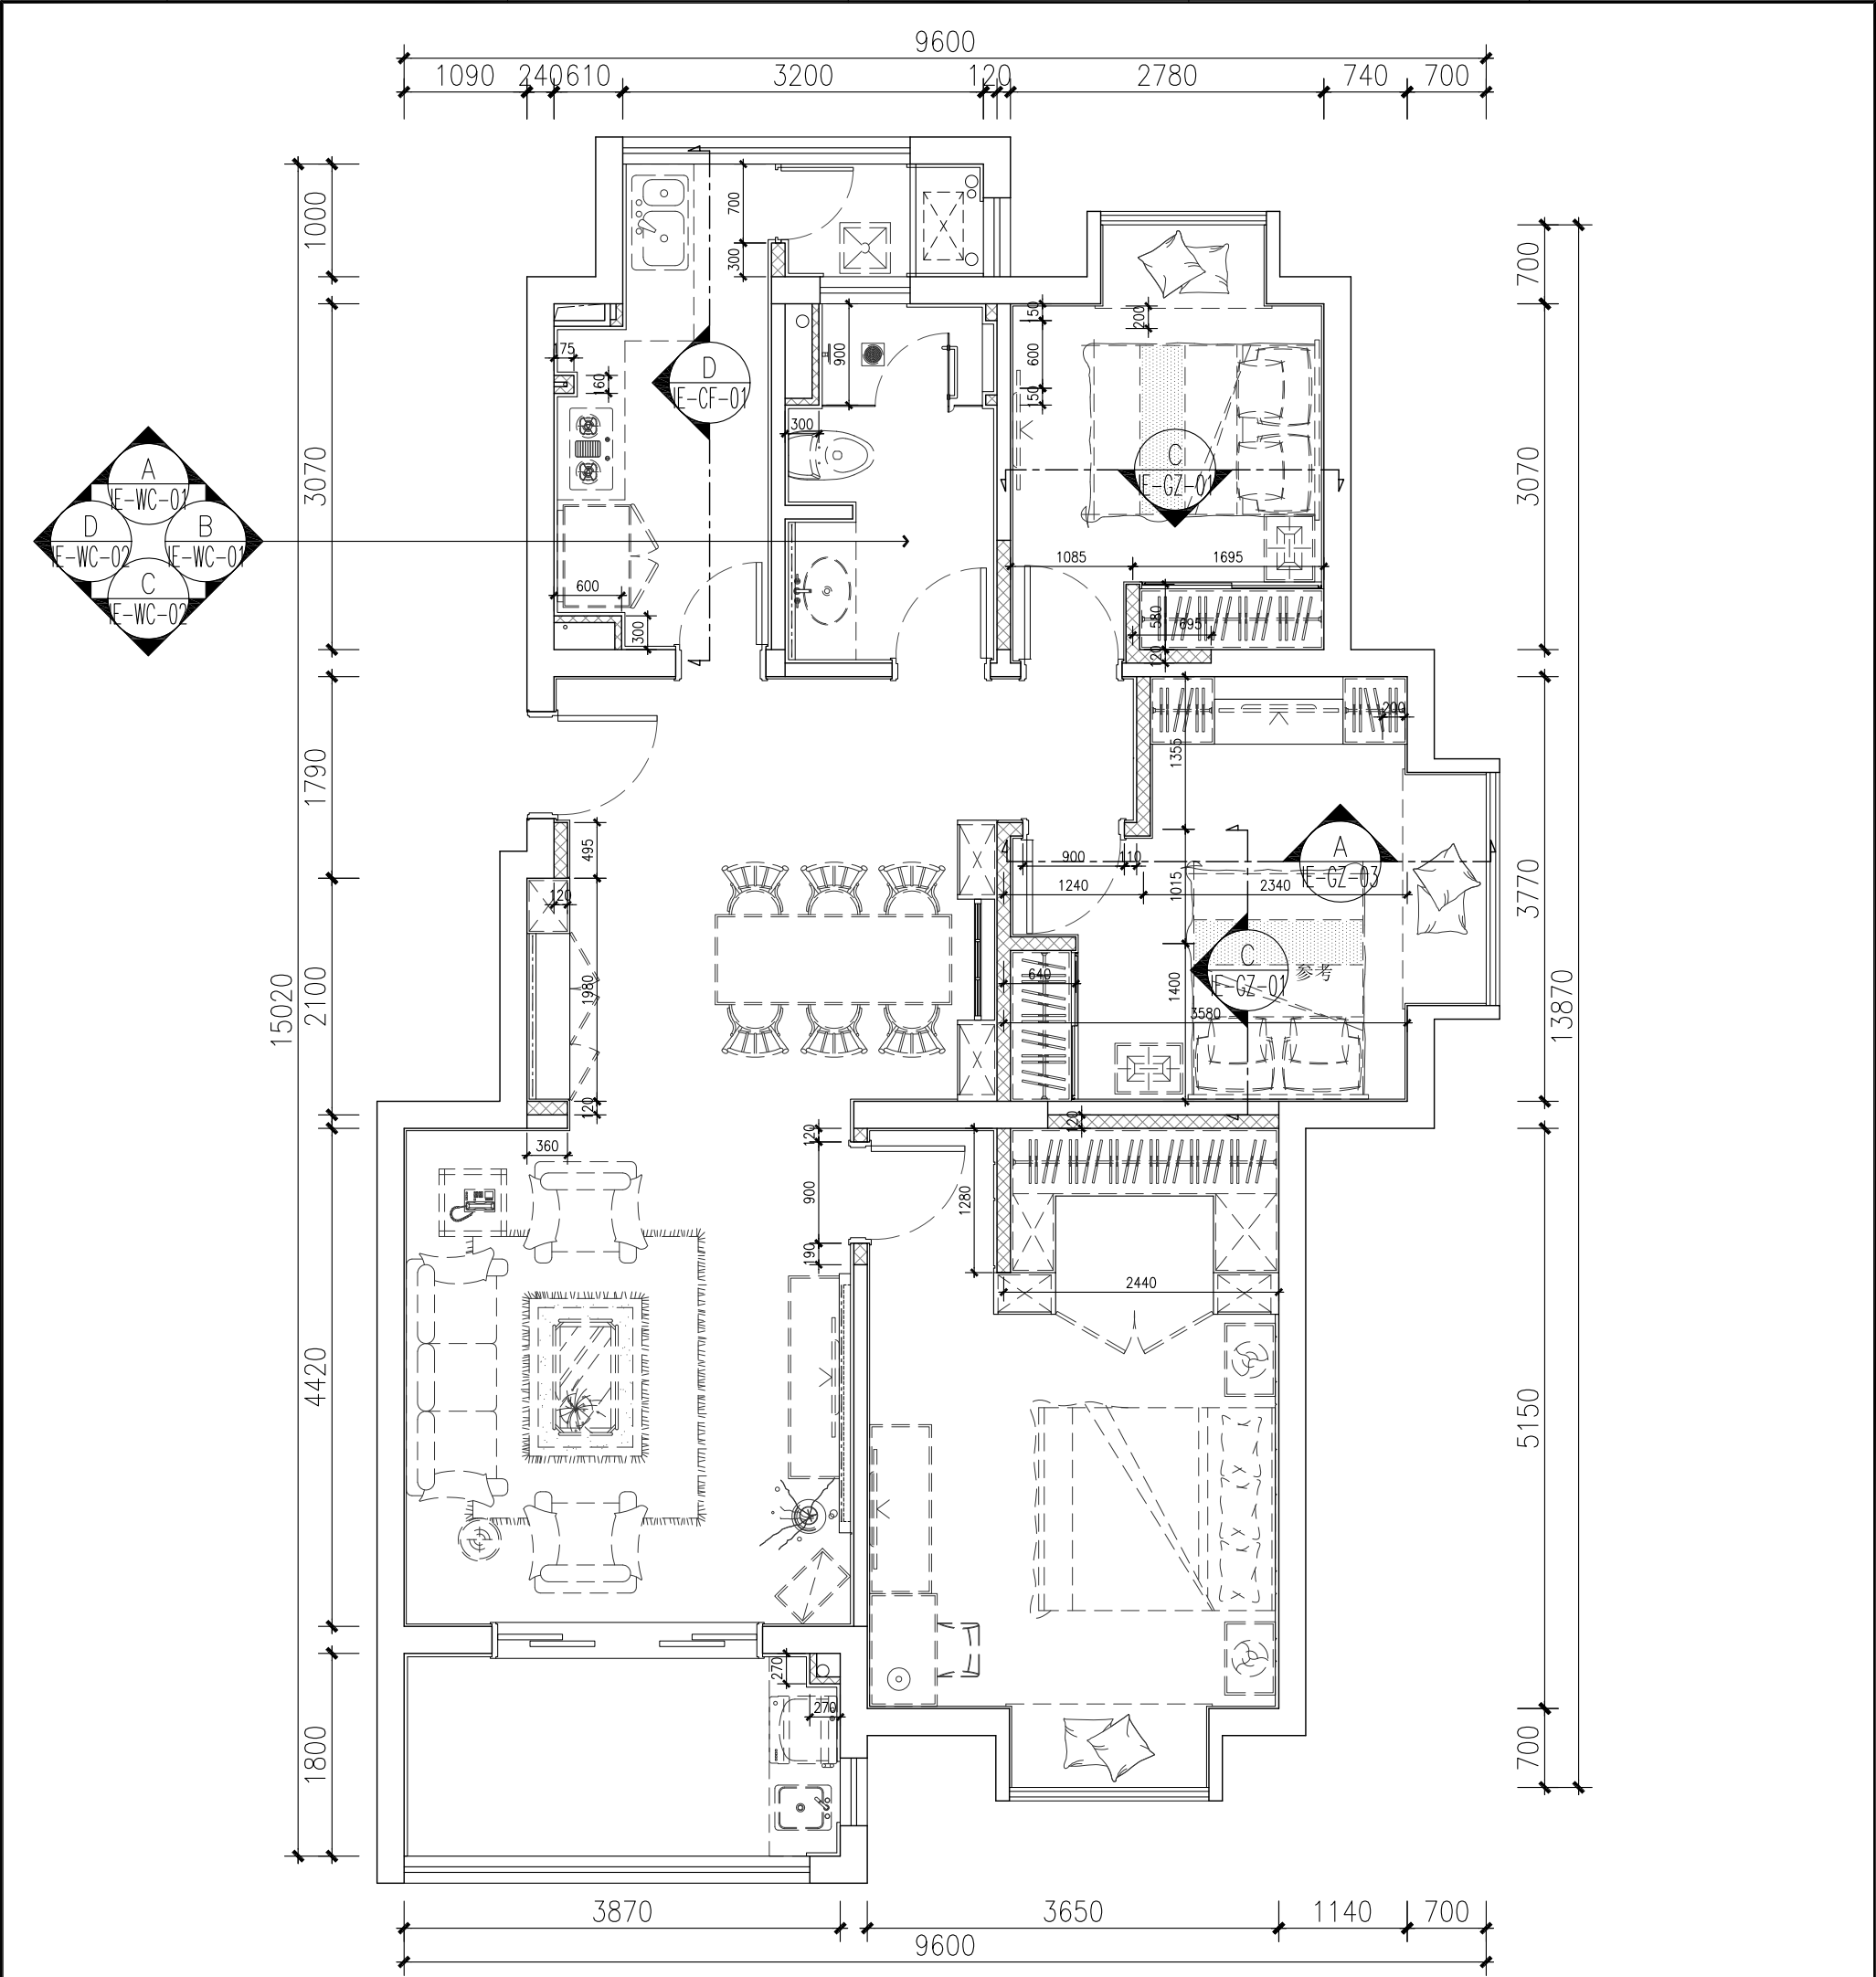 9600
1090 240 610 3200 120 2780 740 700
1000
700
700
300
3070
3070
175
160
D
IE-CF-01
900
300
150
600
150
200
C
IE-GZ-01
A
IE-WC-01
D
IE-WC-02
B
IE-WC-01
C
IE-WC-02
1085 1695
600
300
580
695
120
200
1355
1790
495
120
3770
A
IE-GZ-03
900 110
1240 2340
1015
C
IE-GZ-01
参考
640
1400
3580
15020
2100
1980
13870
120
360
120
120
900
190
1280
2440
4420
5150
270
270
1800
700
3870 3650 1140 700
9600